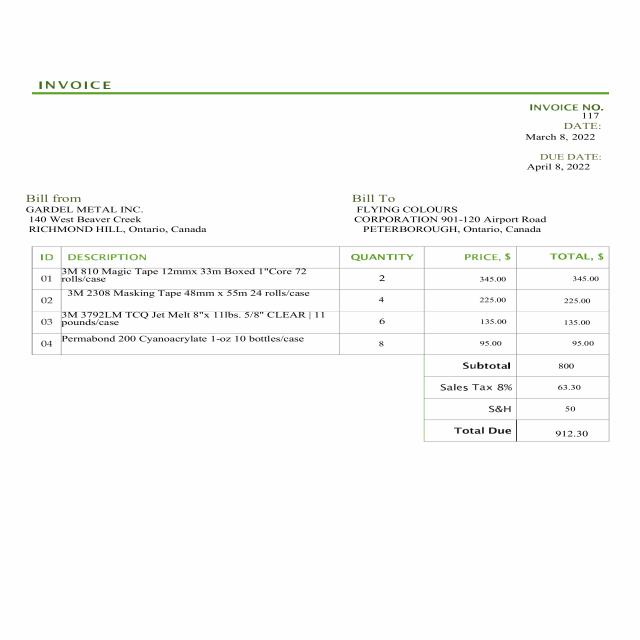 INVOICE
INVOICE NO.
117
DATE:
March 8, 2022
DUE DATE:
April 8, 2022
Bill from
GARDEL METAL INC.
140 West Beaver Creek
RICHMOND HILL, Ontario, Canada
Bill To
FLYING COLOURS
CORPORATION 901-120 Airport Road
PETERBOROUGH, Ontario, Canada
ID DESCRIPTION QUANTITY PRICE, $ TOTAL, $
01 3M 810 Magic Tape 12mmx 33m Boxed 1"Core 72
rolls/case 2 345.00 345.00
02 3M 2308 Masking Tape 48mm x 55m 24 rolls/case 4 225.00 225.00
03 3M 3792LM TCQ Jet Melt 8"x 11lbs. 5/8" CLEAR | 11
pounds/case 6 135.00 135.00
04 Permabond 200 Cyanoacrylate 1-oz 10 bottles/case 8 95.00 95.00
Subtotal 800
Sales Tax 8% 63.30
S&H 50
Total Due 912.30